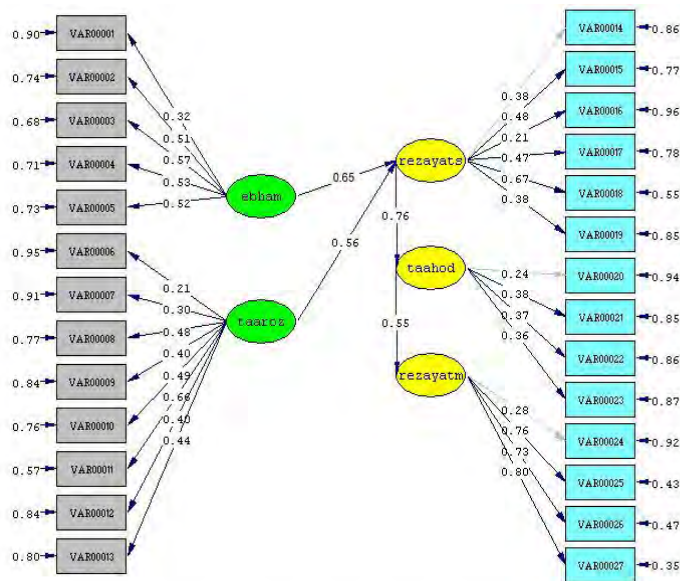 0.90 VAR00001
0.74 VAR00002
0.68 VAR00003
0.71 VAR00004
0.73 VAR00005
0.95 VAR00006
0.91 VAR00007
0.77 VAR00008
0.84 VAR00009
0.76 VAR00010
0.57 VAR00011
0.84 VAR00012
0.80 VAR00013
0.32
0.51
0.57
0.53
0.52
ebham
0.21
0.30
0.48
0.40
0.49
0.66
0.40
0.44
taaroz
0.65
0.56
rezayats
0.76
taahod
0.55
rezayatm
0.38
0.48
0.21
0.47
0.67
0.38
0.24
0.38
0.37
0.36
0.28
0.76
0.73
0.80
VAR00014 0.86
VAR00015 0.77
VAR00016 0.96
VAR00017 0.78
VAR00018 0.55
VAR00019 0.85
VAR00020 0.94
VAR00021 0.85
VAR00022 0.86
VAR00023 0.87
VAR00024 0.92
VAR00025 0.43
VAR00026 0.47
VAR00027 0.35